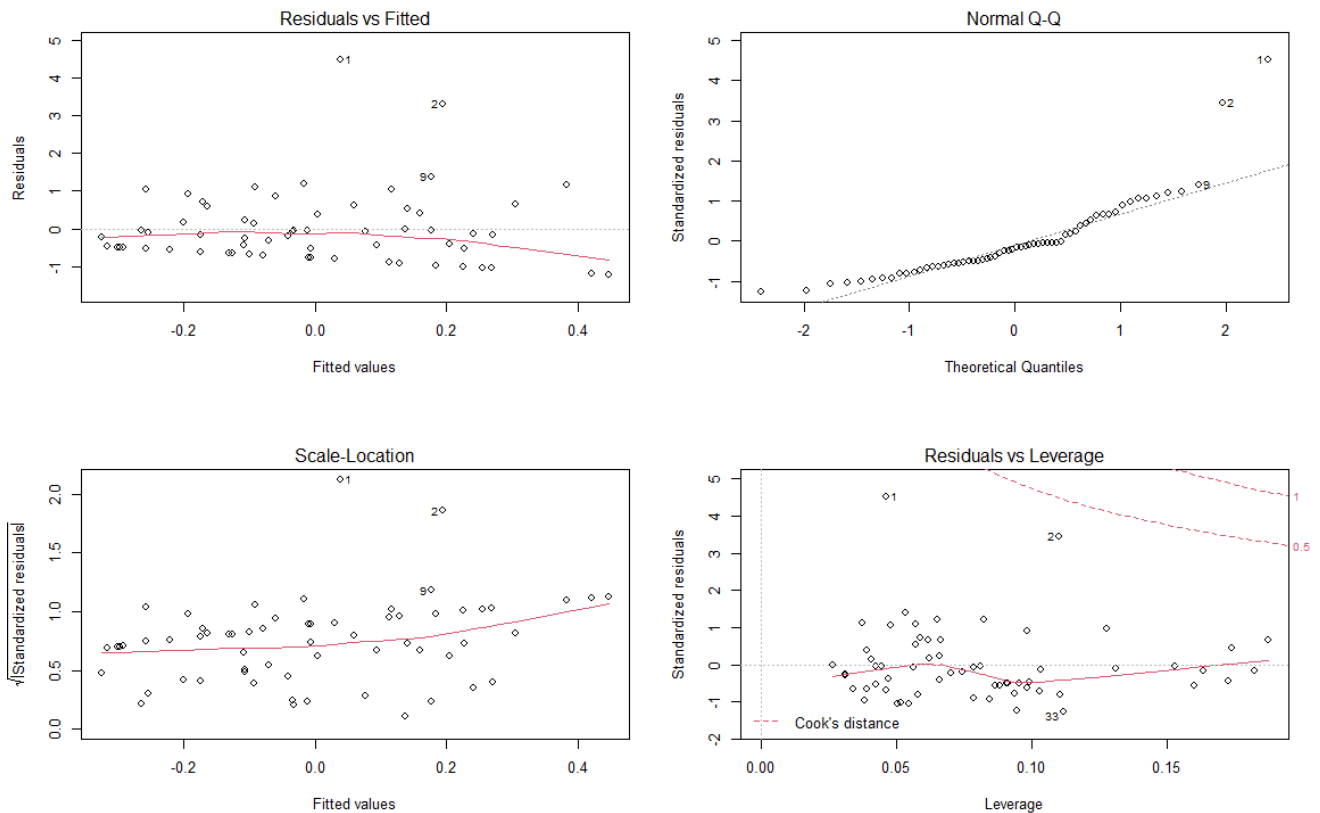 Residuals vs Fitted
Residuals
5
4
3
2
1
0
-1
1
2
9
-0.2 0.0 0.2 0.4
Fitted values
Normal Q-Q
Standardized residuals
5
4
3
2
1
0
-1
1
2
9
-2 -1 0 1 2
Theoretical Quantiles
Scale-Location
√|Standardized residuals|
2.0
1.5
1.0
0.5
0.0
1
2
9
-0.2 0.0 0.2 0.4
Fitted values
Residuals vs Leverage
Standardized residuals
5
4
3
2
1
0
-1
-2
1
2
33
1
0.5
Cook's distance
0.00 0.05 0.10 0.15
Leverage